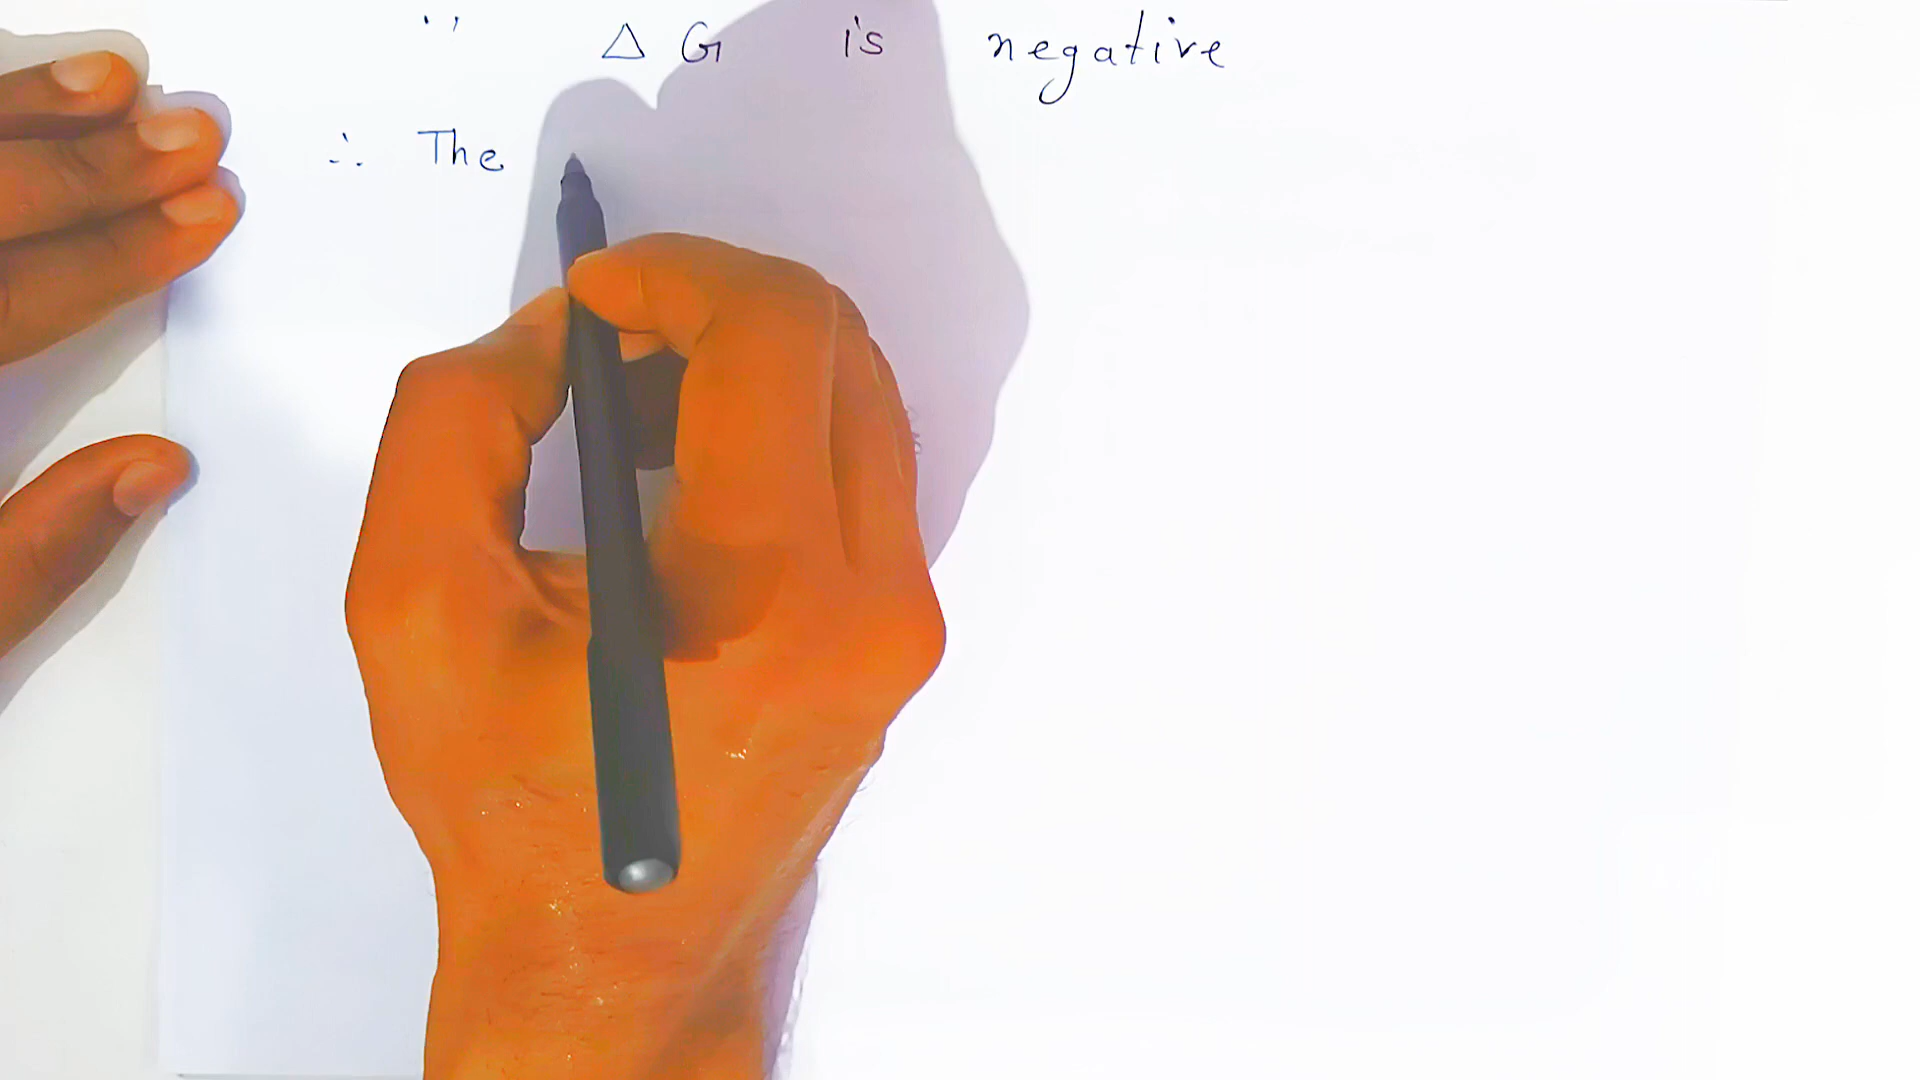 ∵ ΔG is negative
∴ The